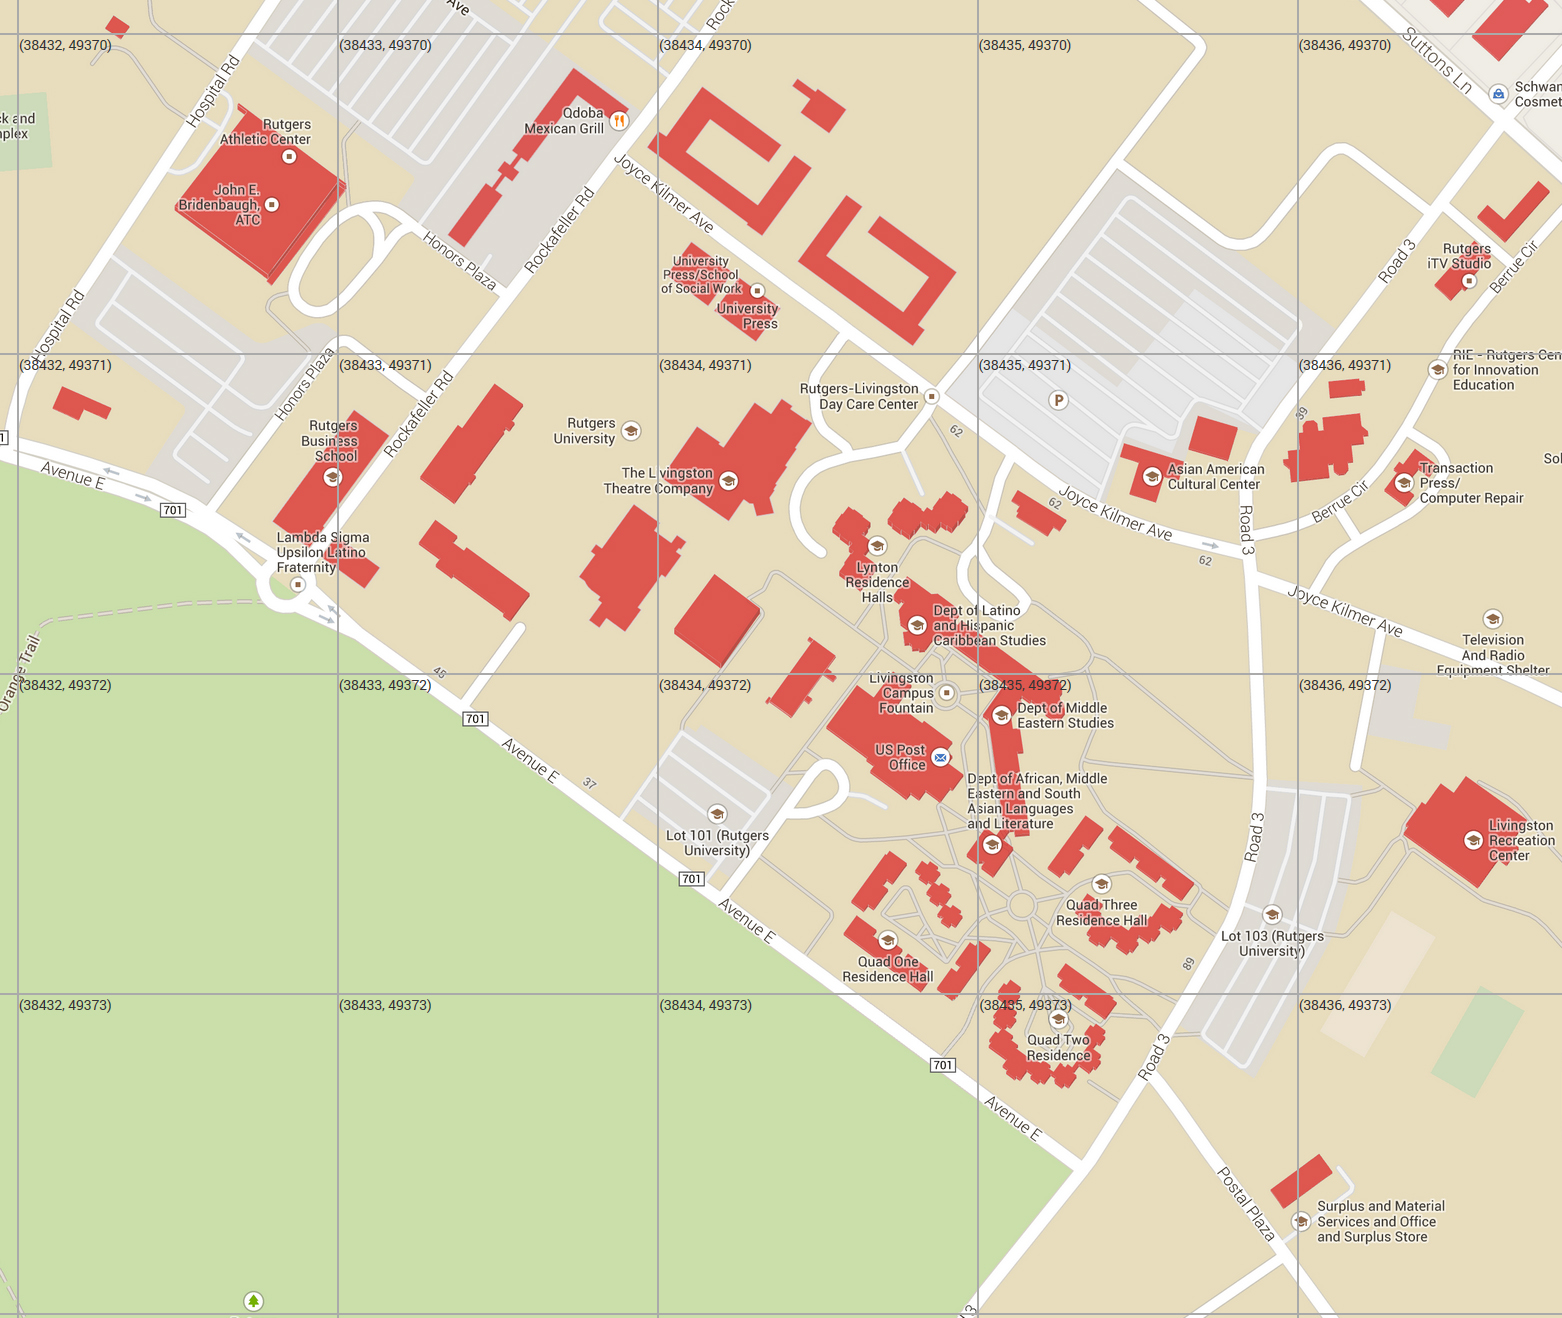 Ave
Rock
(38432, 49370)
(38433, 49370)
(38434, 49370)
(38435, 49370)
(38436, 49370)
Suttons Ln
Hospital Rd
Schwan
Cosmet
Qdoba
Mexican Grill
ck and
plex
Rutgers
Athletic Center
John E.
Bridenbaugh,
ATC
Joyce Kilmer Ave
Rockafeller Rd
Honors Plaza
University
Press/School
of Social Work
University
Press
Road 3
Rutgers
iTV Studio
Berrue Cir
Hospital Rd
(38432, 49371)
(38433, 49371)
(38434, 49371)
(38435, 49371)
(38436, 49371)
RIE - Rutgers Cen
for Innovation
Education
Honors Plaza
Rockafeller Rd
Rutgers-Livingston
Day Care Center
P
62
39
Rutgers
Business
School
Rutgers
University
The Livingston
Theatre Company
Asian American
Cultural Center
Transaction
Press/
Computer Repair
Sol
1
Avenue E
701
62
Joyce Kilmer Ave
62
Road 3
Berrue Cir
Lambda Sigma
Upsilon Latino
Fraternity
Lynton
Residence
Halls
Dept of Latino
and Hispanic
Caribbean Studies
Joyce Kilmer Ave
Television
And Radio
Equipment Shelter
Orange Trail
45
(38432, 49372)
(38433, 49372)
(38434, 49372)
(38435, 49372)
(38436, 49372)
Livingston
Campus
Fountain
Dept of Middle
Eastern Studies
701
Avenue E
37
US Post
Office
Dept of African, Middle
Eastern and South
Asian Languages
and Literature
Lot 101 (Rutgers
University)
Road 3
Livingston
Recreation
Center
701
Avenue E
Quad Three
Residence Hall
Lot 103 (Rutgers
University)
Quad One
Residence Hall
89
(38432, 49373)
(38433, 49373)
(38434, 49373)
(38435, 49373)
(38436, 49373)
Quad Two
Residence
701
Road 3
Avenue E
Postal Plaza
Surplus and Material
Services and Office
and Surplus Store
3